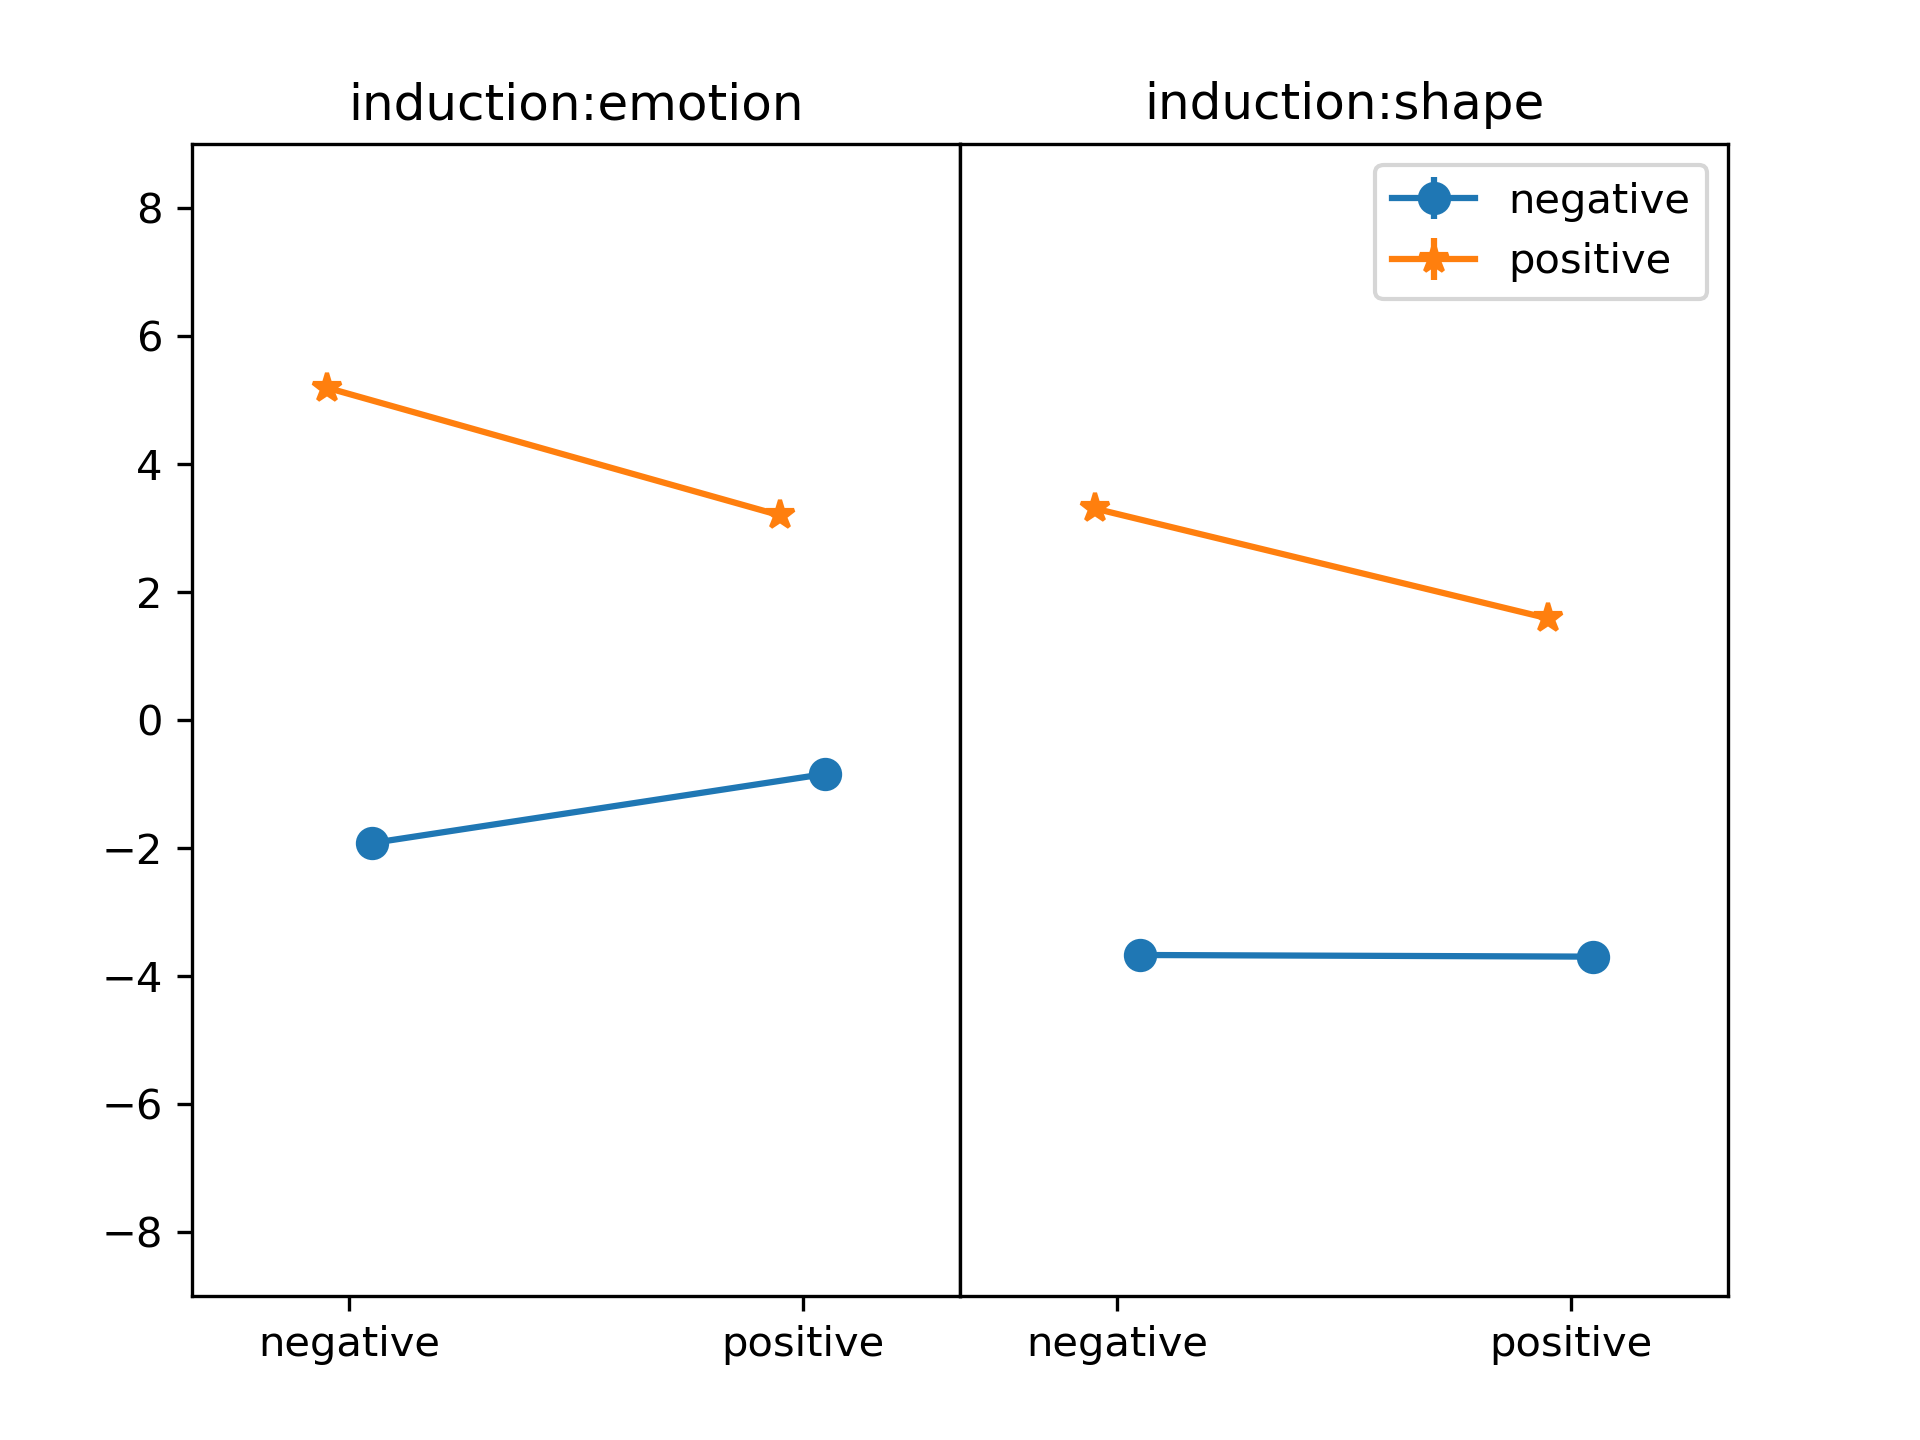 induction:emotion
induction:shape
negative
positive
8
6
4
2
0
−2
−4
−6
−8
negative
positive
negative
positive